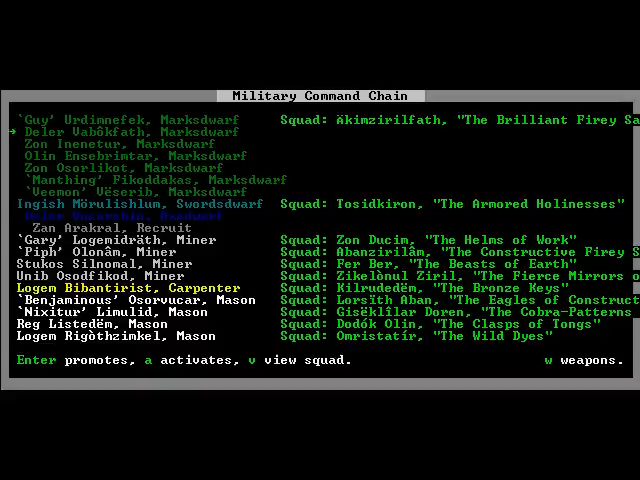 Military Command Chain
`Guy' Urdimnefek, Marksdwarf Squad: äkimzirilfath, "The Brilliant Firey Sa
Deler Vabôkfath, Marksdwarf
Zon Inenetur, Marksdwarf
Olin Ensebrimtar, Marksdwarf
Zon Osorlikot, Marksdwarf
`Manthing' Fikoddakas, Marksdwarf
`Veemon' Vëserib, Marksdwarf
Ingish Mörulishlum, Swordsdwarf Squad: Tosidkiron, "The Armored Holinesses"
Axedwarf
Zan Arakral, Recruit
`Gary' Logemidräth, Miner Squad: Zon Ducim, "The Helms of Work"
`Piph' Olonâm, Miner Squad: Abanzirilâm, "The Constructive Firey S
Stukos Silnomal, Miner Squad: Fer Ber, "The Beasts of Earth"
Unib Osodfikod, Miner Squad: Zikelònul Ziril, "The Fierce Mirrors o
Logem Bibantirist, Carpenter Squad: Kilrudedëm, "The Bronze Keys"
`Benjaminous' Osorvucar, Mason Squad: Lorsïth Aban, "The Eagles of Construct
`Nixitur' Limulid, Mason Squad: Gisëklîlar Doren, "The Cobra-Patterns
Reg Listedëm, Mason Squad: Dodók Olin, "The Clasps of Tongs"
Logem Rigòthzimkel, Mason Squad: Omristatír, "The Wild Dyes"
Enter promotes, a activates, v view squad. w weapons.